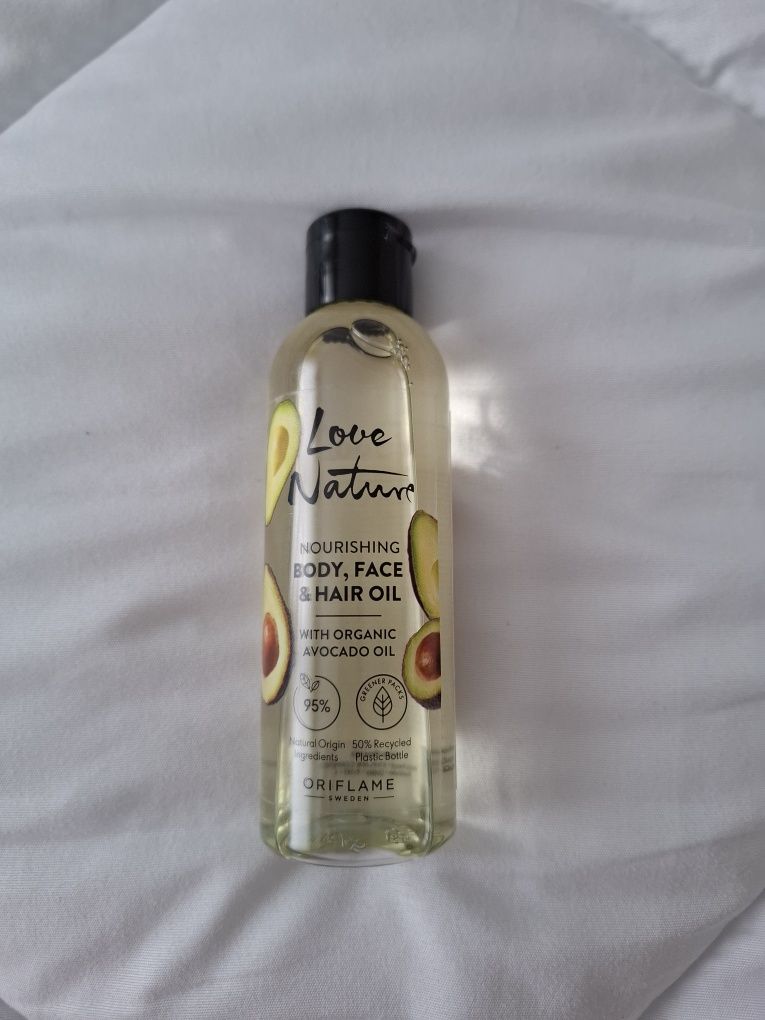 Love
Nature
NOURISHING
BODY, FACE
& HAIR OIL
WITH ORGANIC
AVOCADO OIL
95%
GREENER PACKS
Natural Origin 50% Recycled
Ingredients Plastic Bottle
ORIFLAME
SWEDEN